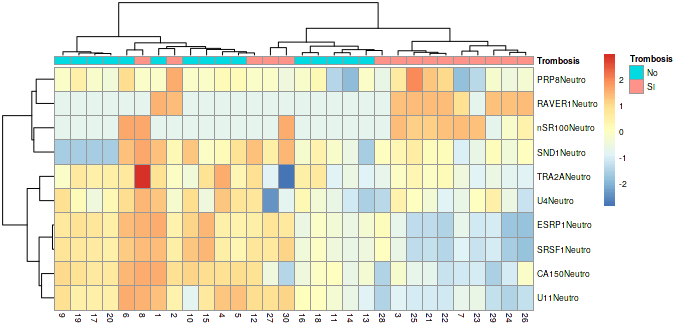 Trombosis
Trombosis
No
SI
2
1
0
-1
-2
PRP8Neutro
RAVER1Neutro
nSR100Neutro
SND1Neutro
TRA2ANeutro
U4Neutro
ESRP1Neutro
SRSF1Neutro
CA150Neutro
U11Neutro
9 19 17 20 6 8 1 2 10 15 4 5 12 27 30 16 18 11 14 13 28 3 25 21 22 7 23 29 24 26